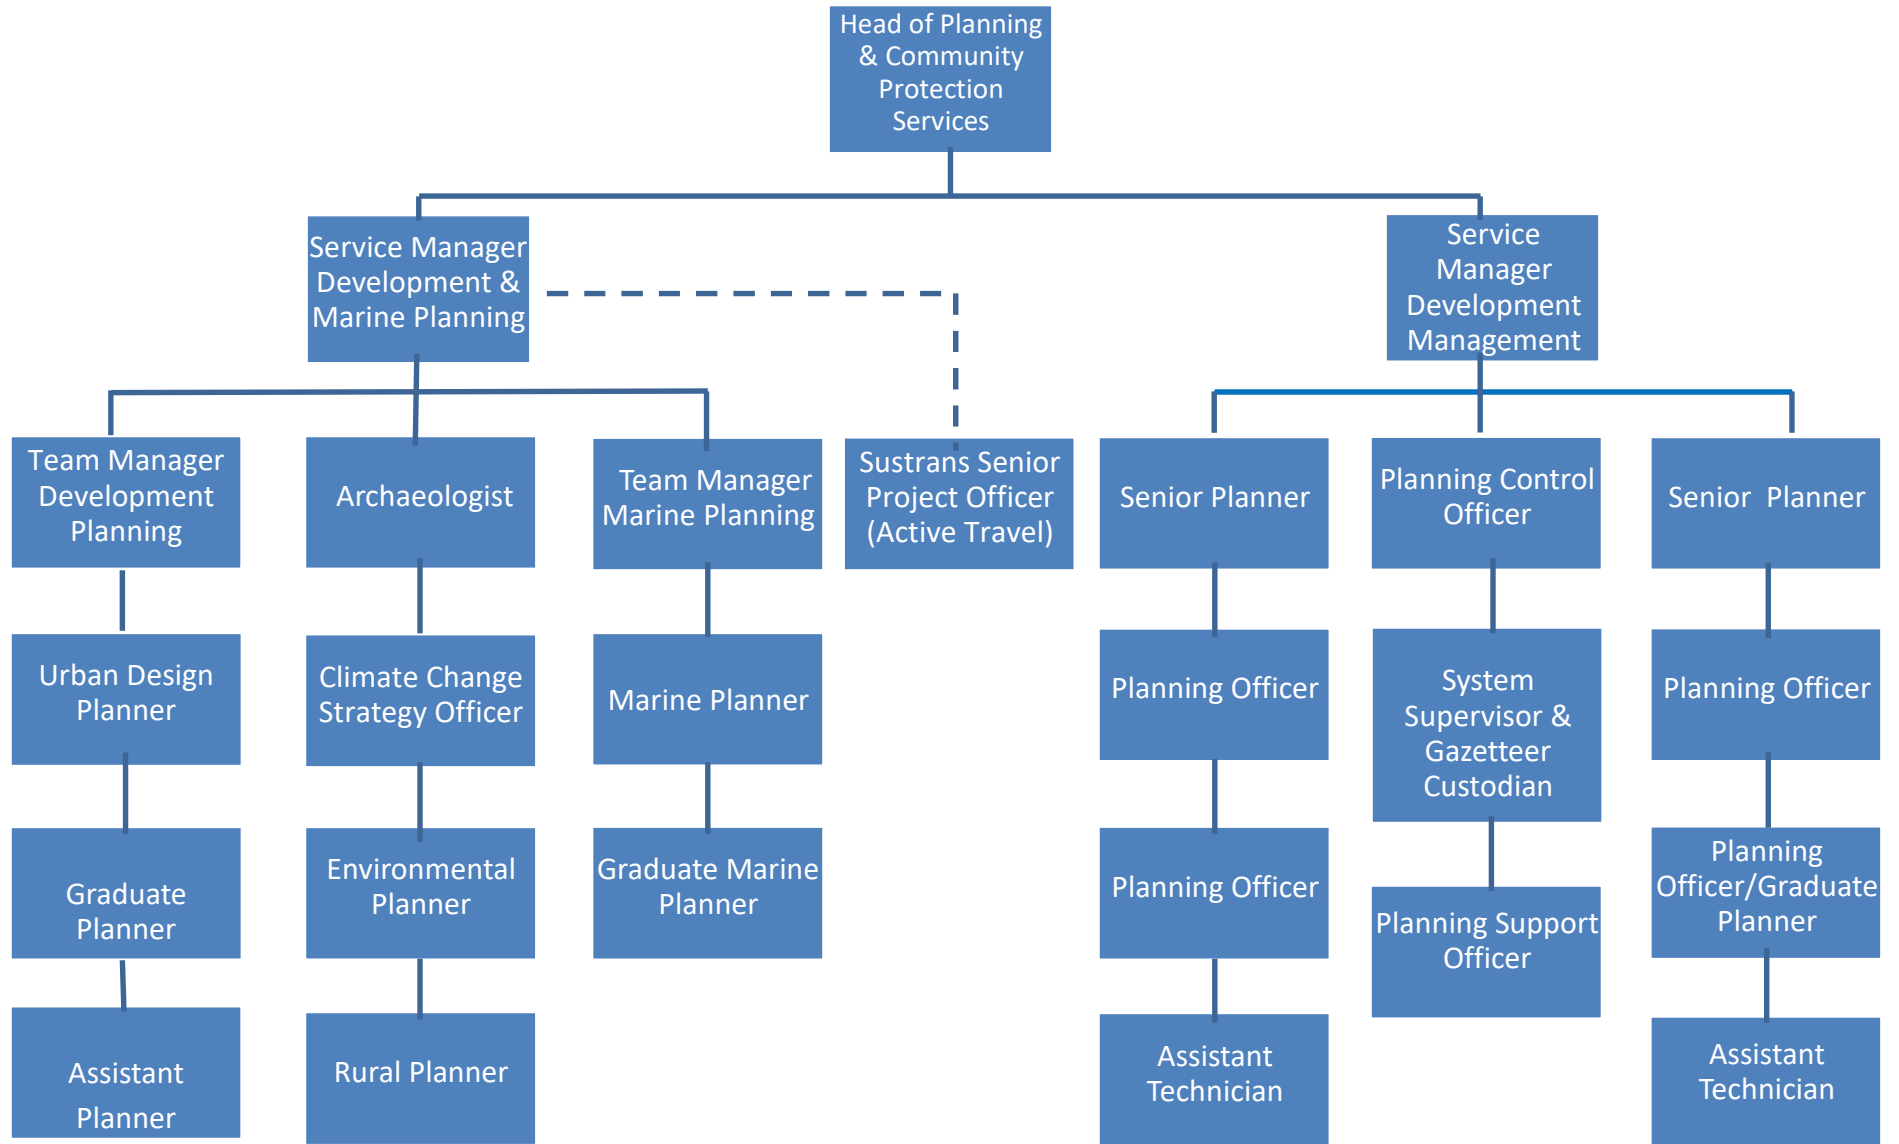 Head of Planning
& Community
Protection
Services
Service Manager
Development &
Marine Planning
Service
Manager
Development
Management
Team Manager
Development
Planning
Archaeologist
Team Manager
Marine Planning
Sustrans Senior
Project Officer
(Active Travel)
Senior Planner
Planning Control
Officer
Senior Planner
Urban Design
Planner
Climate Change
Strategy Officer
Marine Planner
Planning Officer
System
Supervisor &
Gazetteer
Custodian
Planning Officer
Graduate
Planner
Environmental
Planner
Graduate Marine
Planner
Planning Officer
Planning Support
Officer
Planning
Officer/Graduate
Planner
Assistant
Planner
Rural Planner
Assistant
Technician
Assistant
Technician